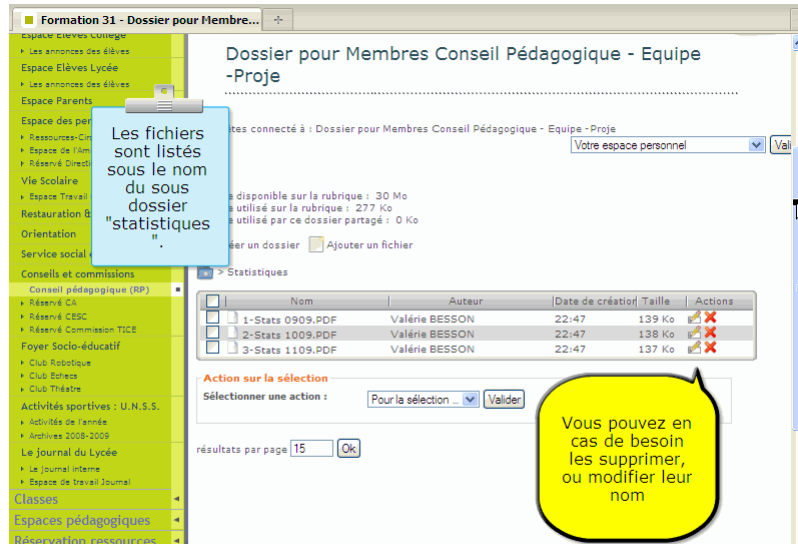 Formation 31 - Dossier pour Membre...
Espace Elèves Collège
Les annonces des élèves
Espace Elèves Lycée
Les annonces des élèves
Espace Parents
Espace des per
Ressources-Cir
Espace de l'Am
Réservé Directi
Vie Scolaire
Espace Travail
Restauration &
Orientation
Service social
Conseils et commissions
Conseil pédagogique (RP)
Réservé CA
Réservé CESC
Réservé Commission TICE
Foyer Socio-éducatif
Club Robotique
Club Echecs
Club Théatre
Activités sportives : U.N.S.S.
Activités de l'année
Archives 2008-2009
Le journal du Lycée
Le journal interne
Espace de travail Journal
Classes
Espaces pédagogiques
Réservation ressources
Les fichiers
sont listés
sous le nom
du sous
dossier
"statistiques
".
Dossier pour Membres Conseil Pédagogique - Equipe
-Proje
tes connecté à : Dossier pour Membres Conseil Pédagogique - Equipe -Proje
Votre espace personnel
Vali
disponible sur la rubrique : 30 Mo
utilisé sur la rubrique : 277 Ko
utilisé par ce dossier partagé : 0 Ko
éer un dossier Ajouter un fichier
> Statistiques
Nom Auteur Date de création Taille Actions
1-Stats 0909.PDF Valérie BESSON 22:47 139 Ko
2-Stats 1009.PDF Valérie BESSON 22:47 138 Ko
3-Stats 1109.PDF Valérie BESSON 22:47 137 Ko
Action sur la sélection
Sélectionner une action : Pour la sélection ... Valider
résultats par page 15 Ok
Vous pouvez en
cas de besoin
les supprimer,
ou modifier leur
nom